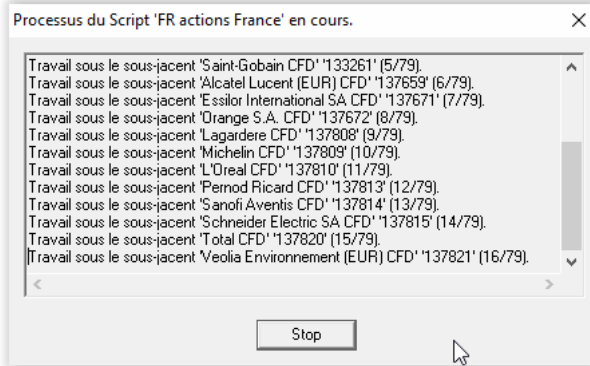 Processus du Script 'FR actions France' en cours.
Travail sous le sous-jacent 'Saint-Gobain CFD' '133261' (5/79).
Travail sous le sous-jacent 'Alcatel Lucent (EUR) CFD' '137659' (6/79).
Travail sous le sous-jacent 'Essilor International SA CFD' '137671' (7/79).
Travail sous le sous-jacent 'Orange S.A. CFD' '137672' (8/79).
Travail sous le sous-jacent 'Lagardere CFD' '137808' (9/79).
Travail sous le sous-jacent 'Michelin CFD' '137809' (10/79).
Travail sous le sous-jacent 'L'Oreal CFD' '137810' (11/79).
Travail sous le sous-jacent 'Pernod Ricard CFD' '137813' (12/79).
Travail sous le sous-jacent 'Sanofi Aventis CFD' '137814' (13/79).
Travail sous le sous-jacent 'Schneider Electric SA CFD' '137815' (14/79).
Travail sous le sous-jacent 'Total CFD' '137820' (15/79).
Travail sous le sous-jacent 'Veolia Environnement (EUR) CFD' '137821' (16/79).
Stop